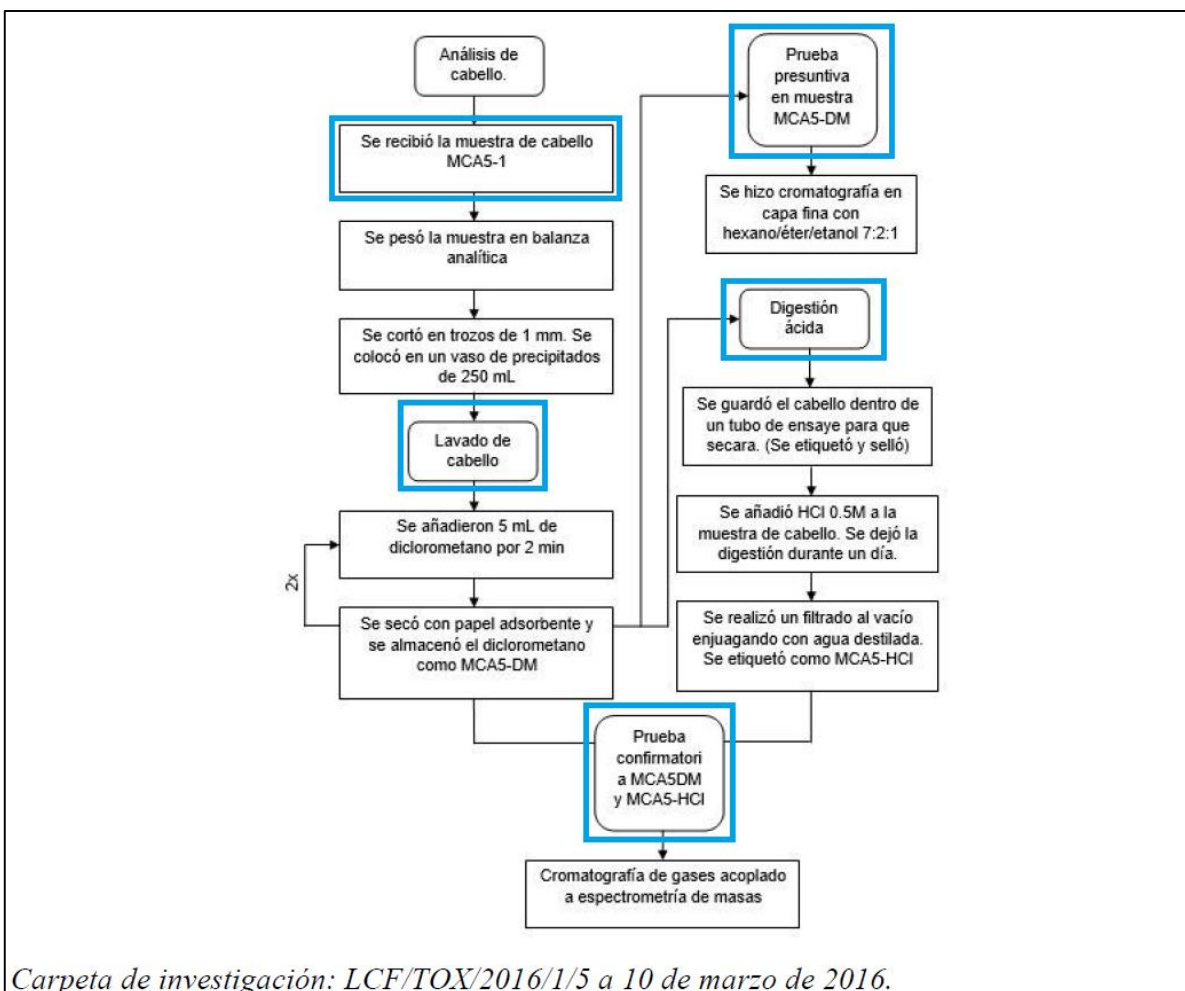 Análisis de
cabello.
Se recibió la muestra de cabello
MCA5-1
Se pesó la muestra en balanza
analítica
Se cortó en trozos de 1 mm. Se
colocó en un vaso de precipitados
de 250 mL
Lavado de
cabello
Se añadieron 5 mL de
diclorometano por 2 min
2x
Se secó con papel adsorbente y
se almacenó el diclorometano
como MCA5-DM
Prueba
presuntiva
en muestra
MCA5-DM
Se hizo cromatografía en
capa fina con
hexano/éter/etanol 7:2:1
Digestión
ácida
Se guardó el cabello dentro de
un tubo de ensaye para que
secara. (Se etiquetó y selló)
Se añadió HCl 0.5M a la
muestra de cabello. Se dejó la
digestión durante un día.
Se realizó un filtrado al vacío
enjuagando con agua destilada.
Se etiquetó como MCA5-HCl
Prueba
confirmatori
a MCA5DM
y MCA5-HCl
Cromatografía de gases acoplado
a espectrometría de masas
Carpeta de investigación: LCF/TOX/2016/1/5 a 10 de marzo de 2016.